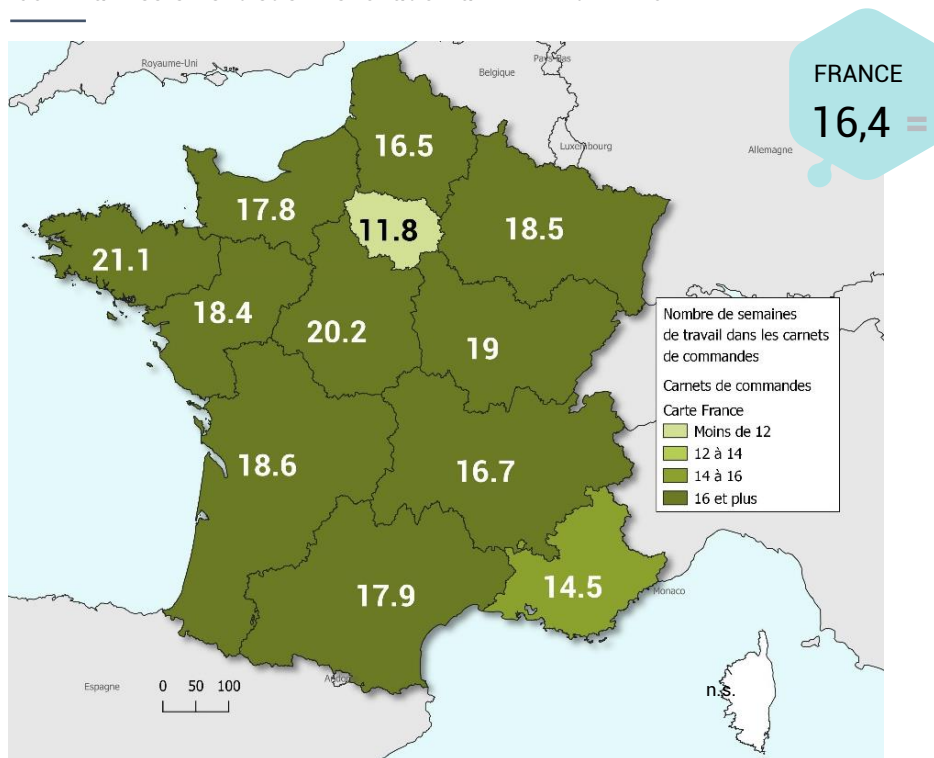 FRANCE
16,4 =
Royaume-Uni
Belgique
Pays-Bas
Luxembourg
Allemagne
16.5
17.8
11.8
18.5
21.1
18.4
20.2
19
Nombre de semaines
de travail dans les carnets
de commandes
Carnets de commandes
Carte France
Moins de 12
12 à 14
14 à 16
16 et plus
18.6
16.7
14.5
17.9
Monaco
Espagne
0 50 100
n.s.